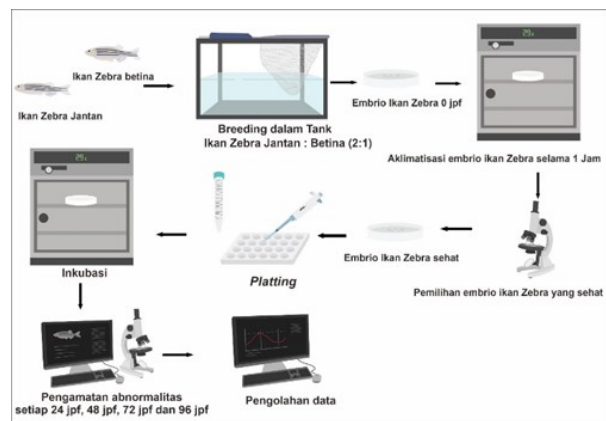 Ikan Zebra betina
Ikan Zebra Jantan
Breeding dalam Tank
Ikan Zebra Jantan : Betina (2:1)
Embrio Ikan Zebra 0 jpf
Aklimatisasi embrio ikan Zebra selama 1 Jam
Pemilihan embrio ikan Zebra yang sehat
Embrio Ikan Zebra sehat
Platting
Inkubasi
Pengamatan abnormalitas
setiap 24 jpf, 48 jpf, 72 jpf dan 96 jpf
Pengolahan data